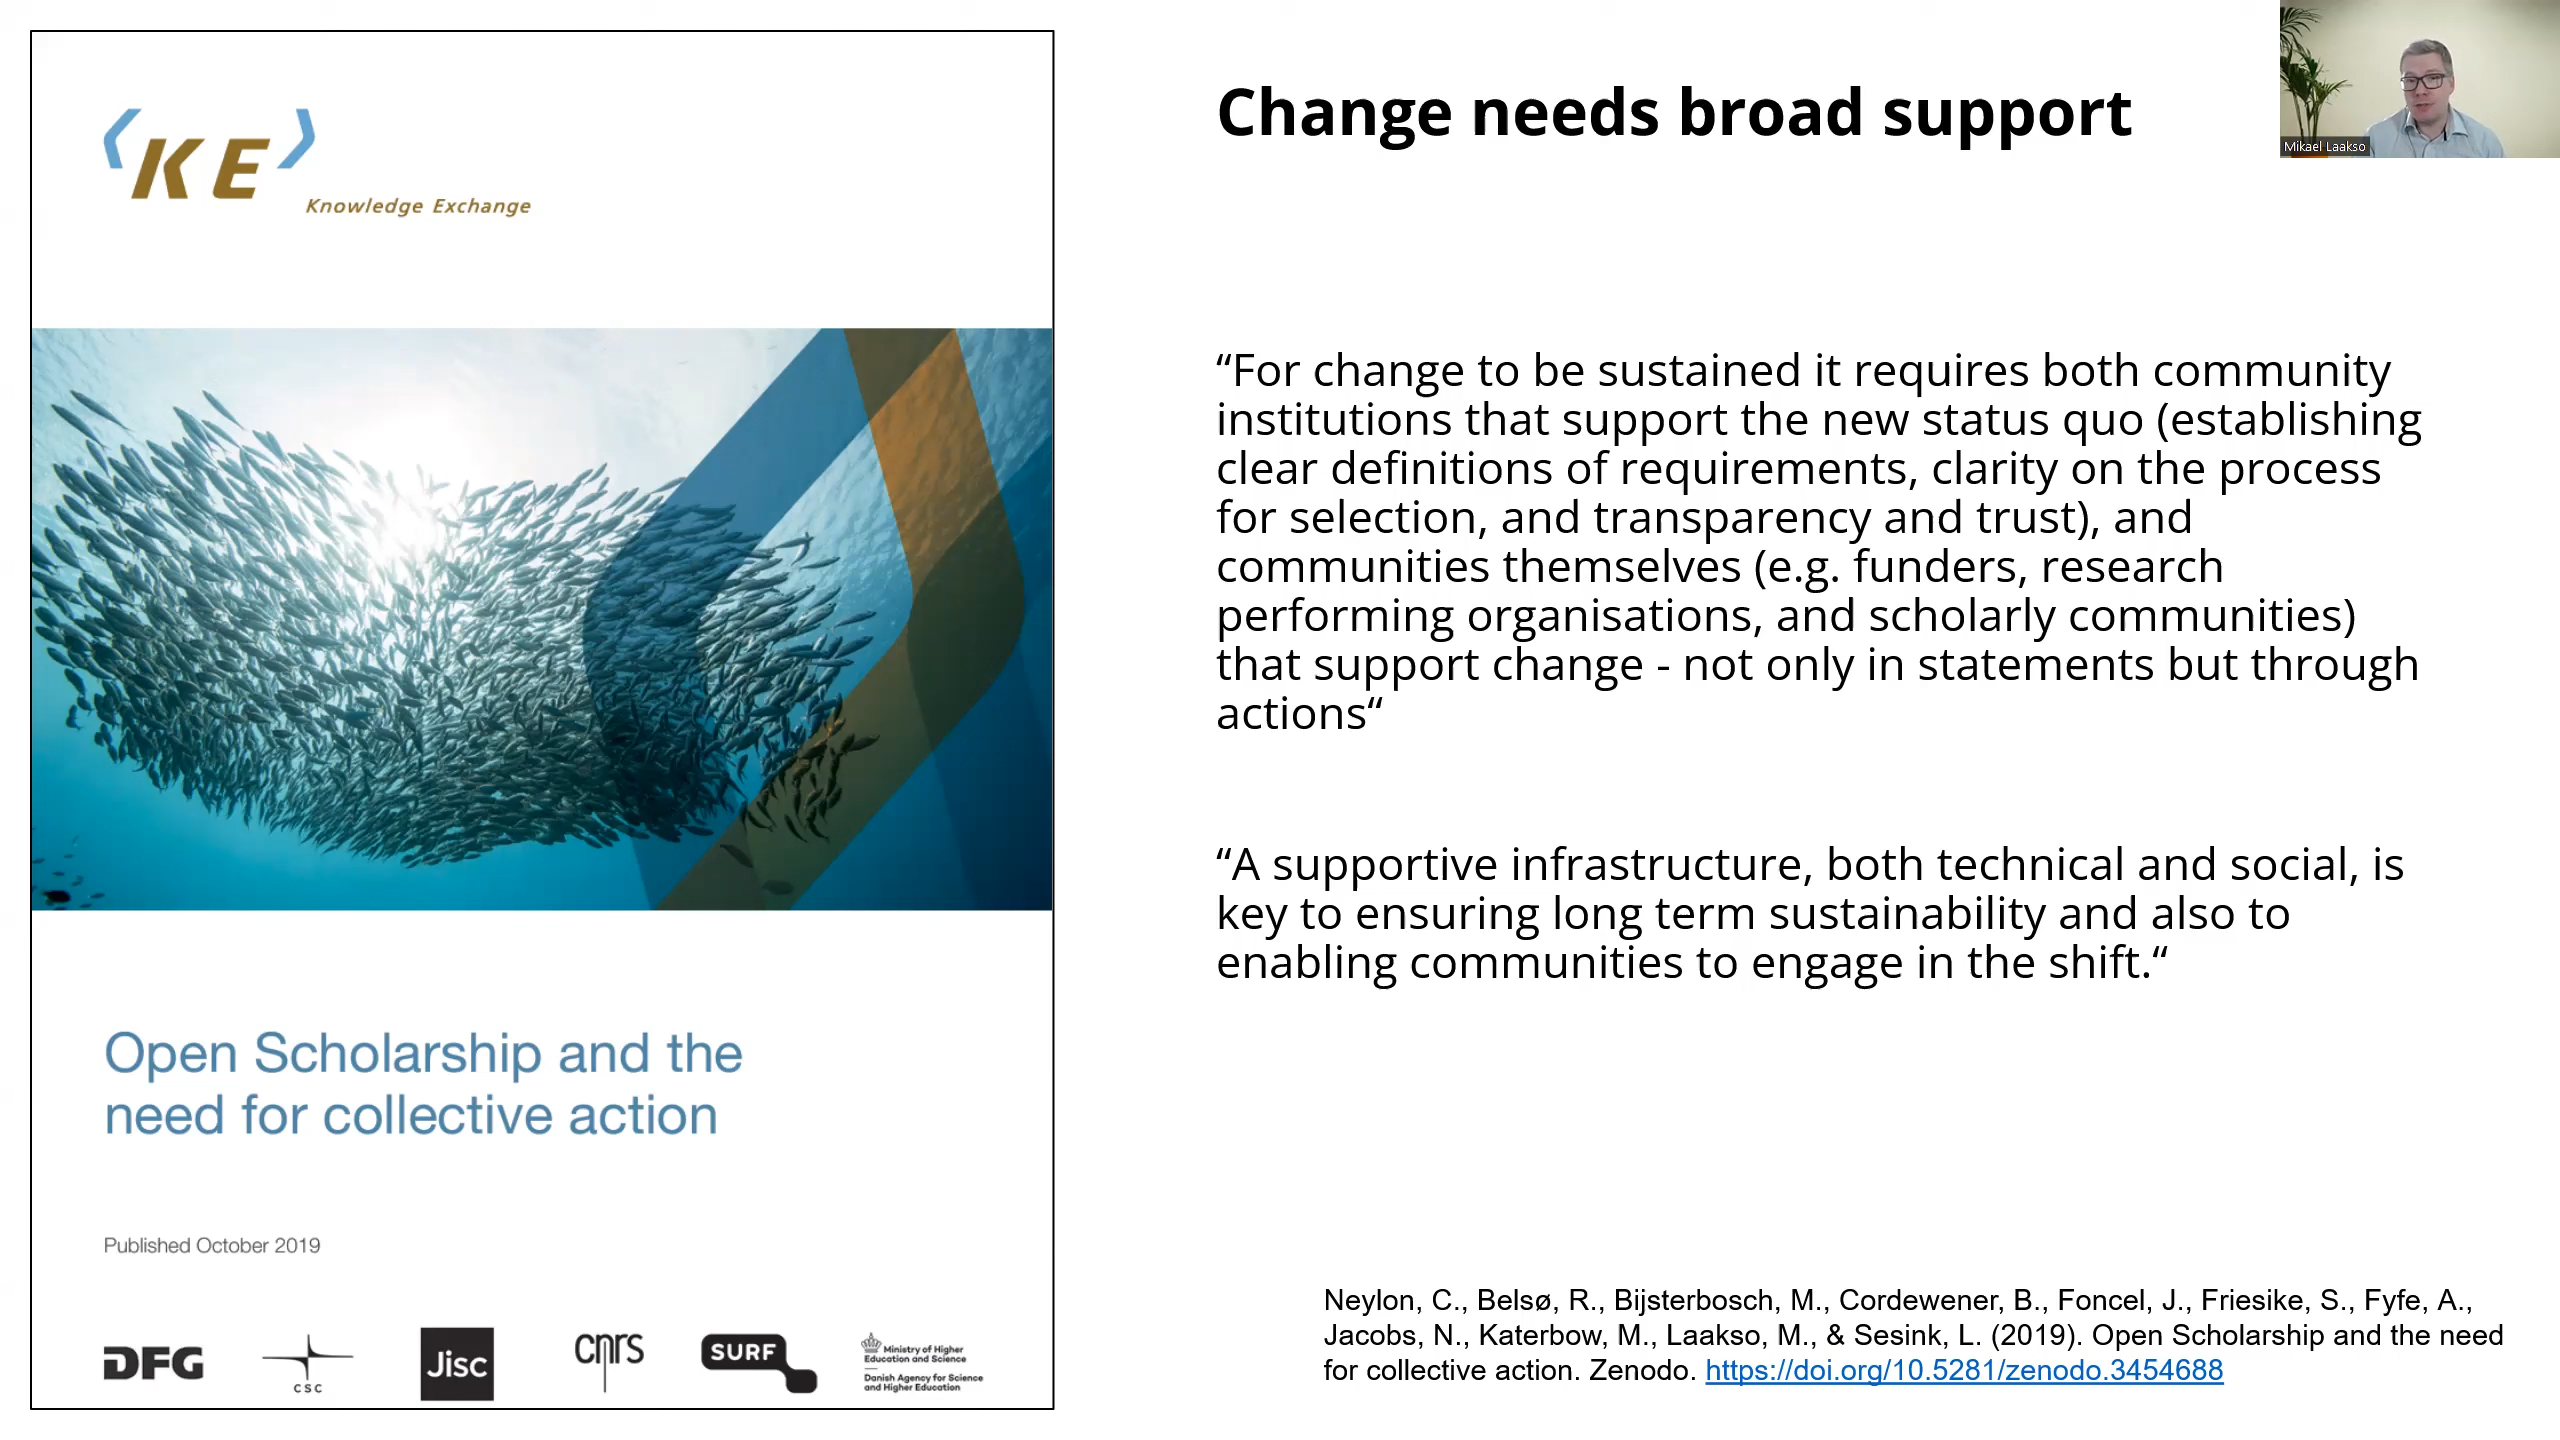 KE
Knowledge Exchange
Open Scholarship and the
need for collective action
Published October 2019
DFG
CSC
Jisc
cnrs
SURF
Ministry of Higher
Education and Science
Danish Agency for Science
and Higher Education
Change needs broad support
“For change to be sustained it requires both community
institutions that support the new status quo (establishing
clear definitions of requirements, clarity on the process
for selection, and transparency and trust), and
communities themselves (e.g. funders, research
performing organisations, and scholarly communities)
that support change - not only in statements but through
actions“
“A supportive infrastructure, both technical and social, is
key to ensuring long term sustainability and also to
enabling communities to engage in the shift.“
Neylon, C., Belsø, R., Bijsterbosch, M., Cordewener, B., Foncel, J., Friesike, S., Fyfe, A.,
Jacobs, N., Katerbow, M., Laakso, M., & Sesink, L. (2019). Open Scholarship and the need
for collective action. Zenodo. https://doi.org/10.5281/zenodo.3454688
Mikael Laakso